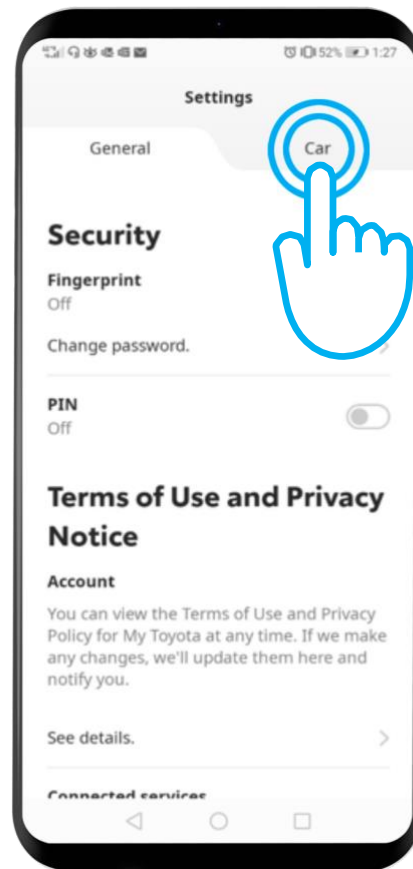 52% 1:27
Settings
General Car
Security
Fingerprint
Off
Change password.
PIN
Off
Terms of Use and Privacy
Notice
Account
You can view the Terms of Use and Privacy
Policy for My Toyota at any time. If we make
any changes, we'll update them here and
notify you.
See details.
Connected services